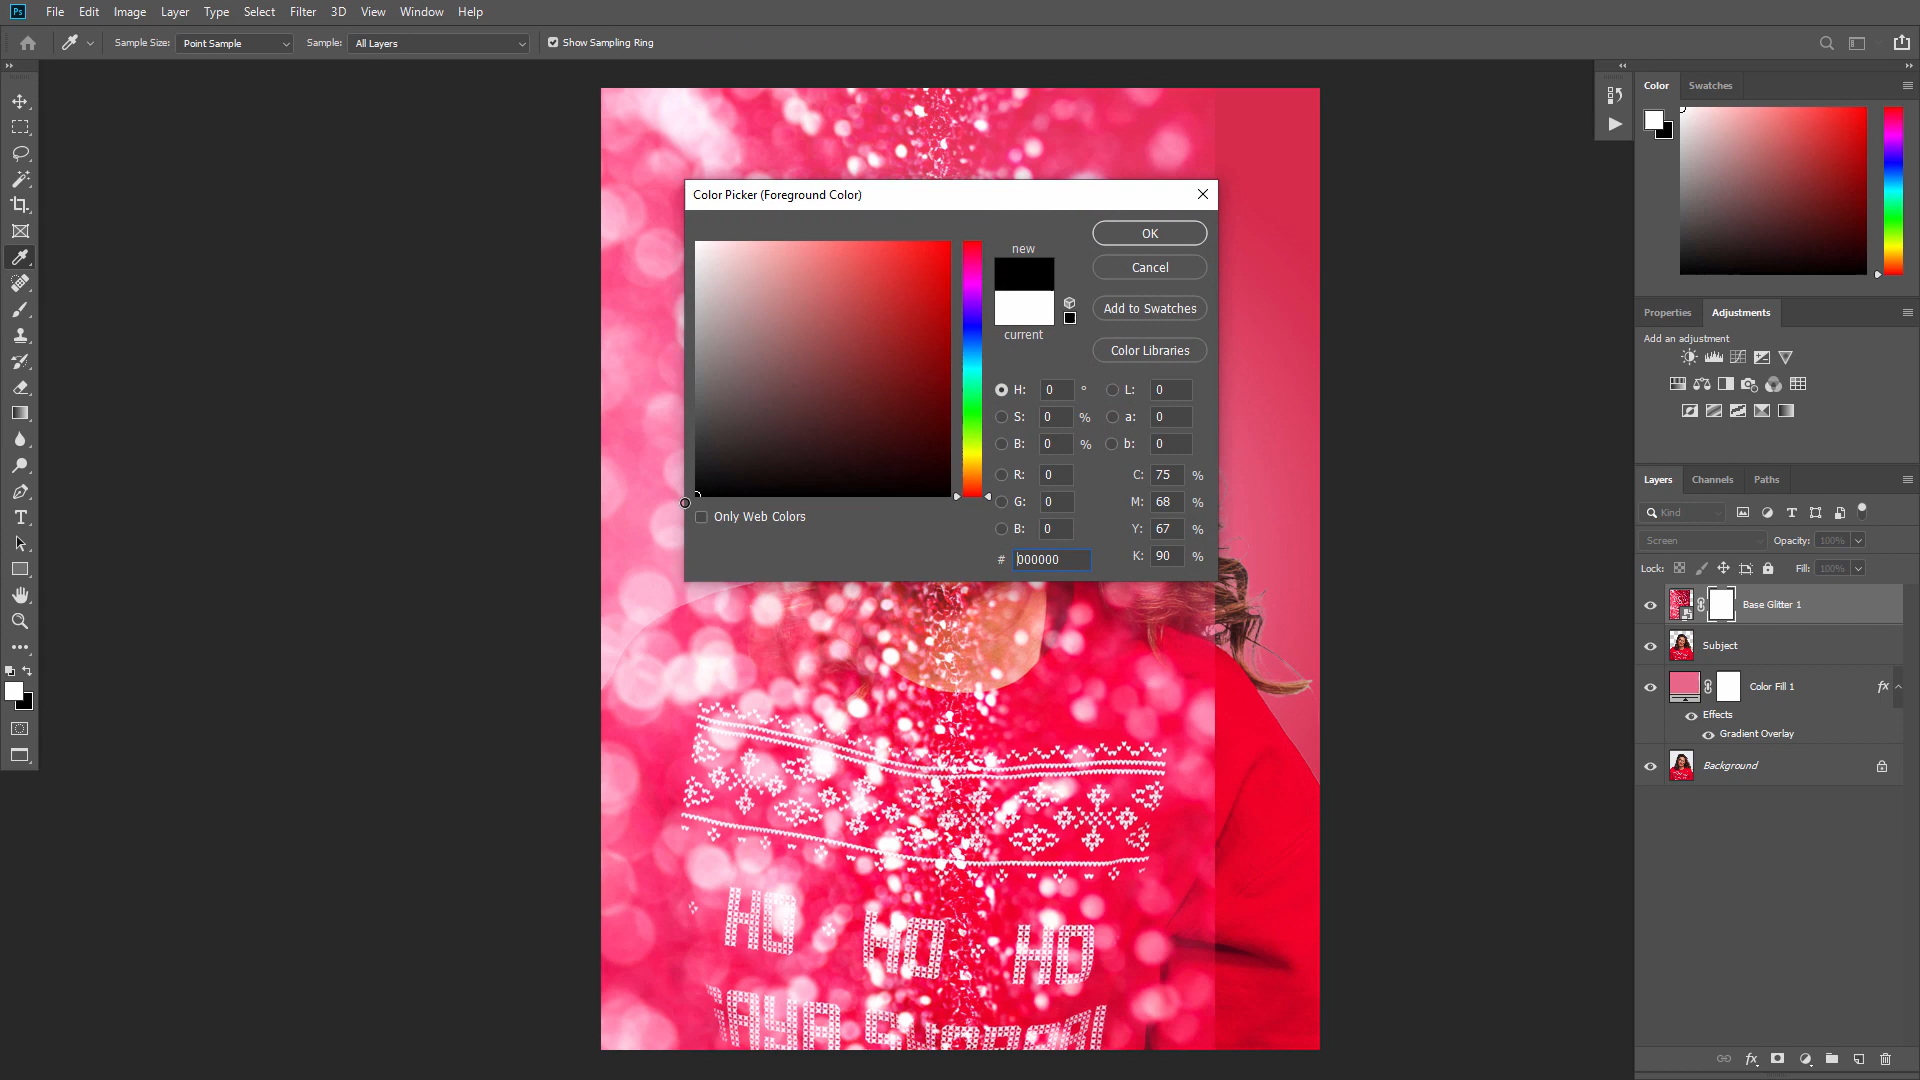 Ps File Edit Image Layer Type Select Filter 3D View Window Help
Sample Size: Point Sample Sample: All Layers Show Sampling Ring
Color Picker (Foreground Color)
new
current
OK
Cancel
Add to Swatches
Color Libraries
H: 0 ° L: 0
S: 0 % a: 0
B: 0 % b: 0
R: 0 C: 75 %
G: 0 M: 68 %
B: 0 Y: 67 %
# 000000 K: 90 %
Only Web Colors
HO HO HO
Color Swatches
Properties Adjustments
Add an adjustment
Layers Channels Paths
Kind
Screen Opacity: 100%
Lock: Fill: 100%
Base Glitter 1
Subject
Color Fill 1 fx
Effects
Gradient Overlay
Background
fx